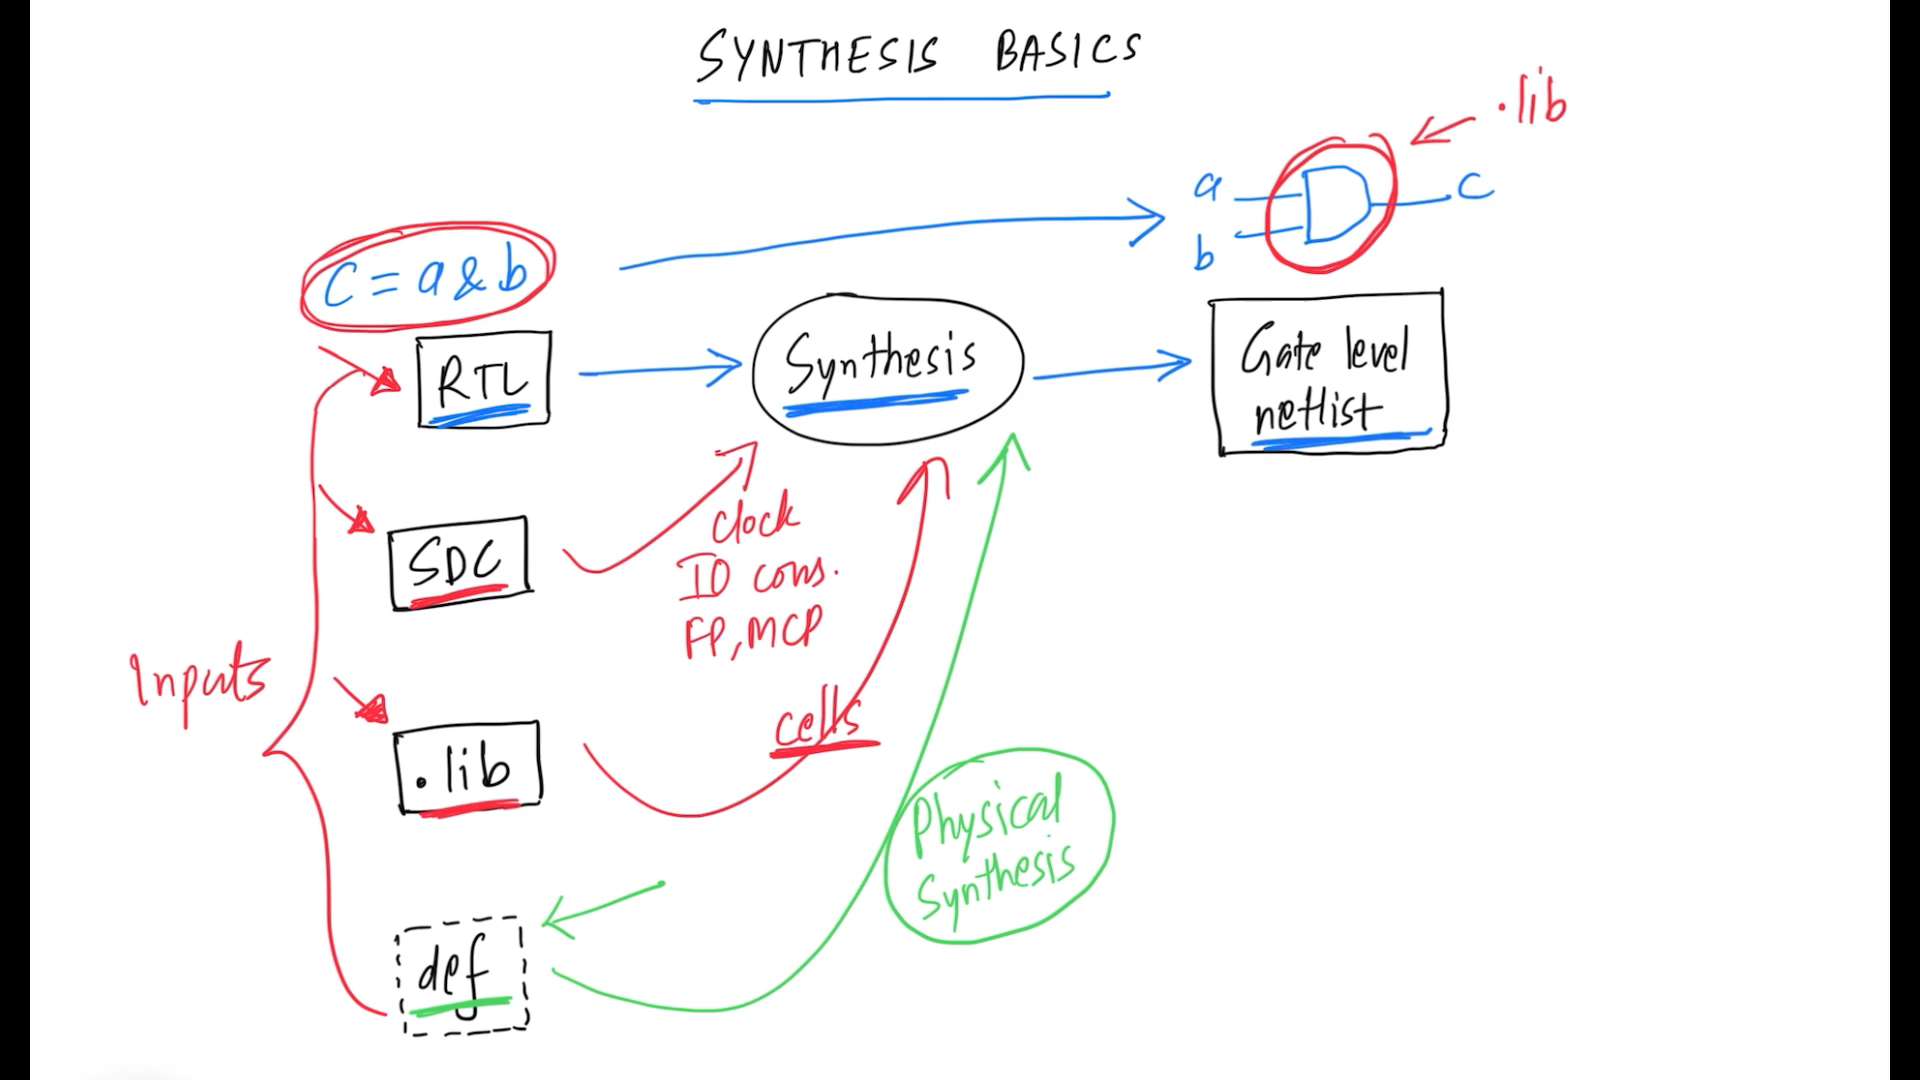 SYNTHESIS BASICS
.lib
a
c
b
C = a & b
RTL
Synthesis
Gate level
netlist
SDC
clock
IO cons.
FP, MCP
Inputs
.lib
cells
Physical
Synthesis
def